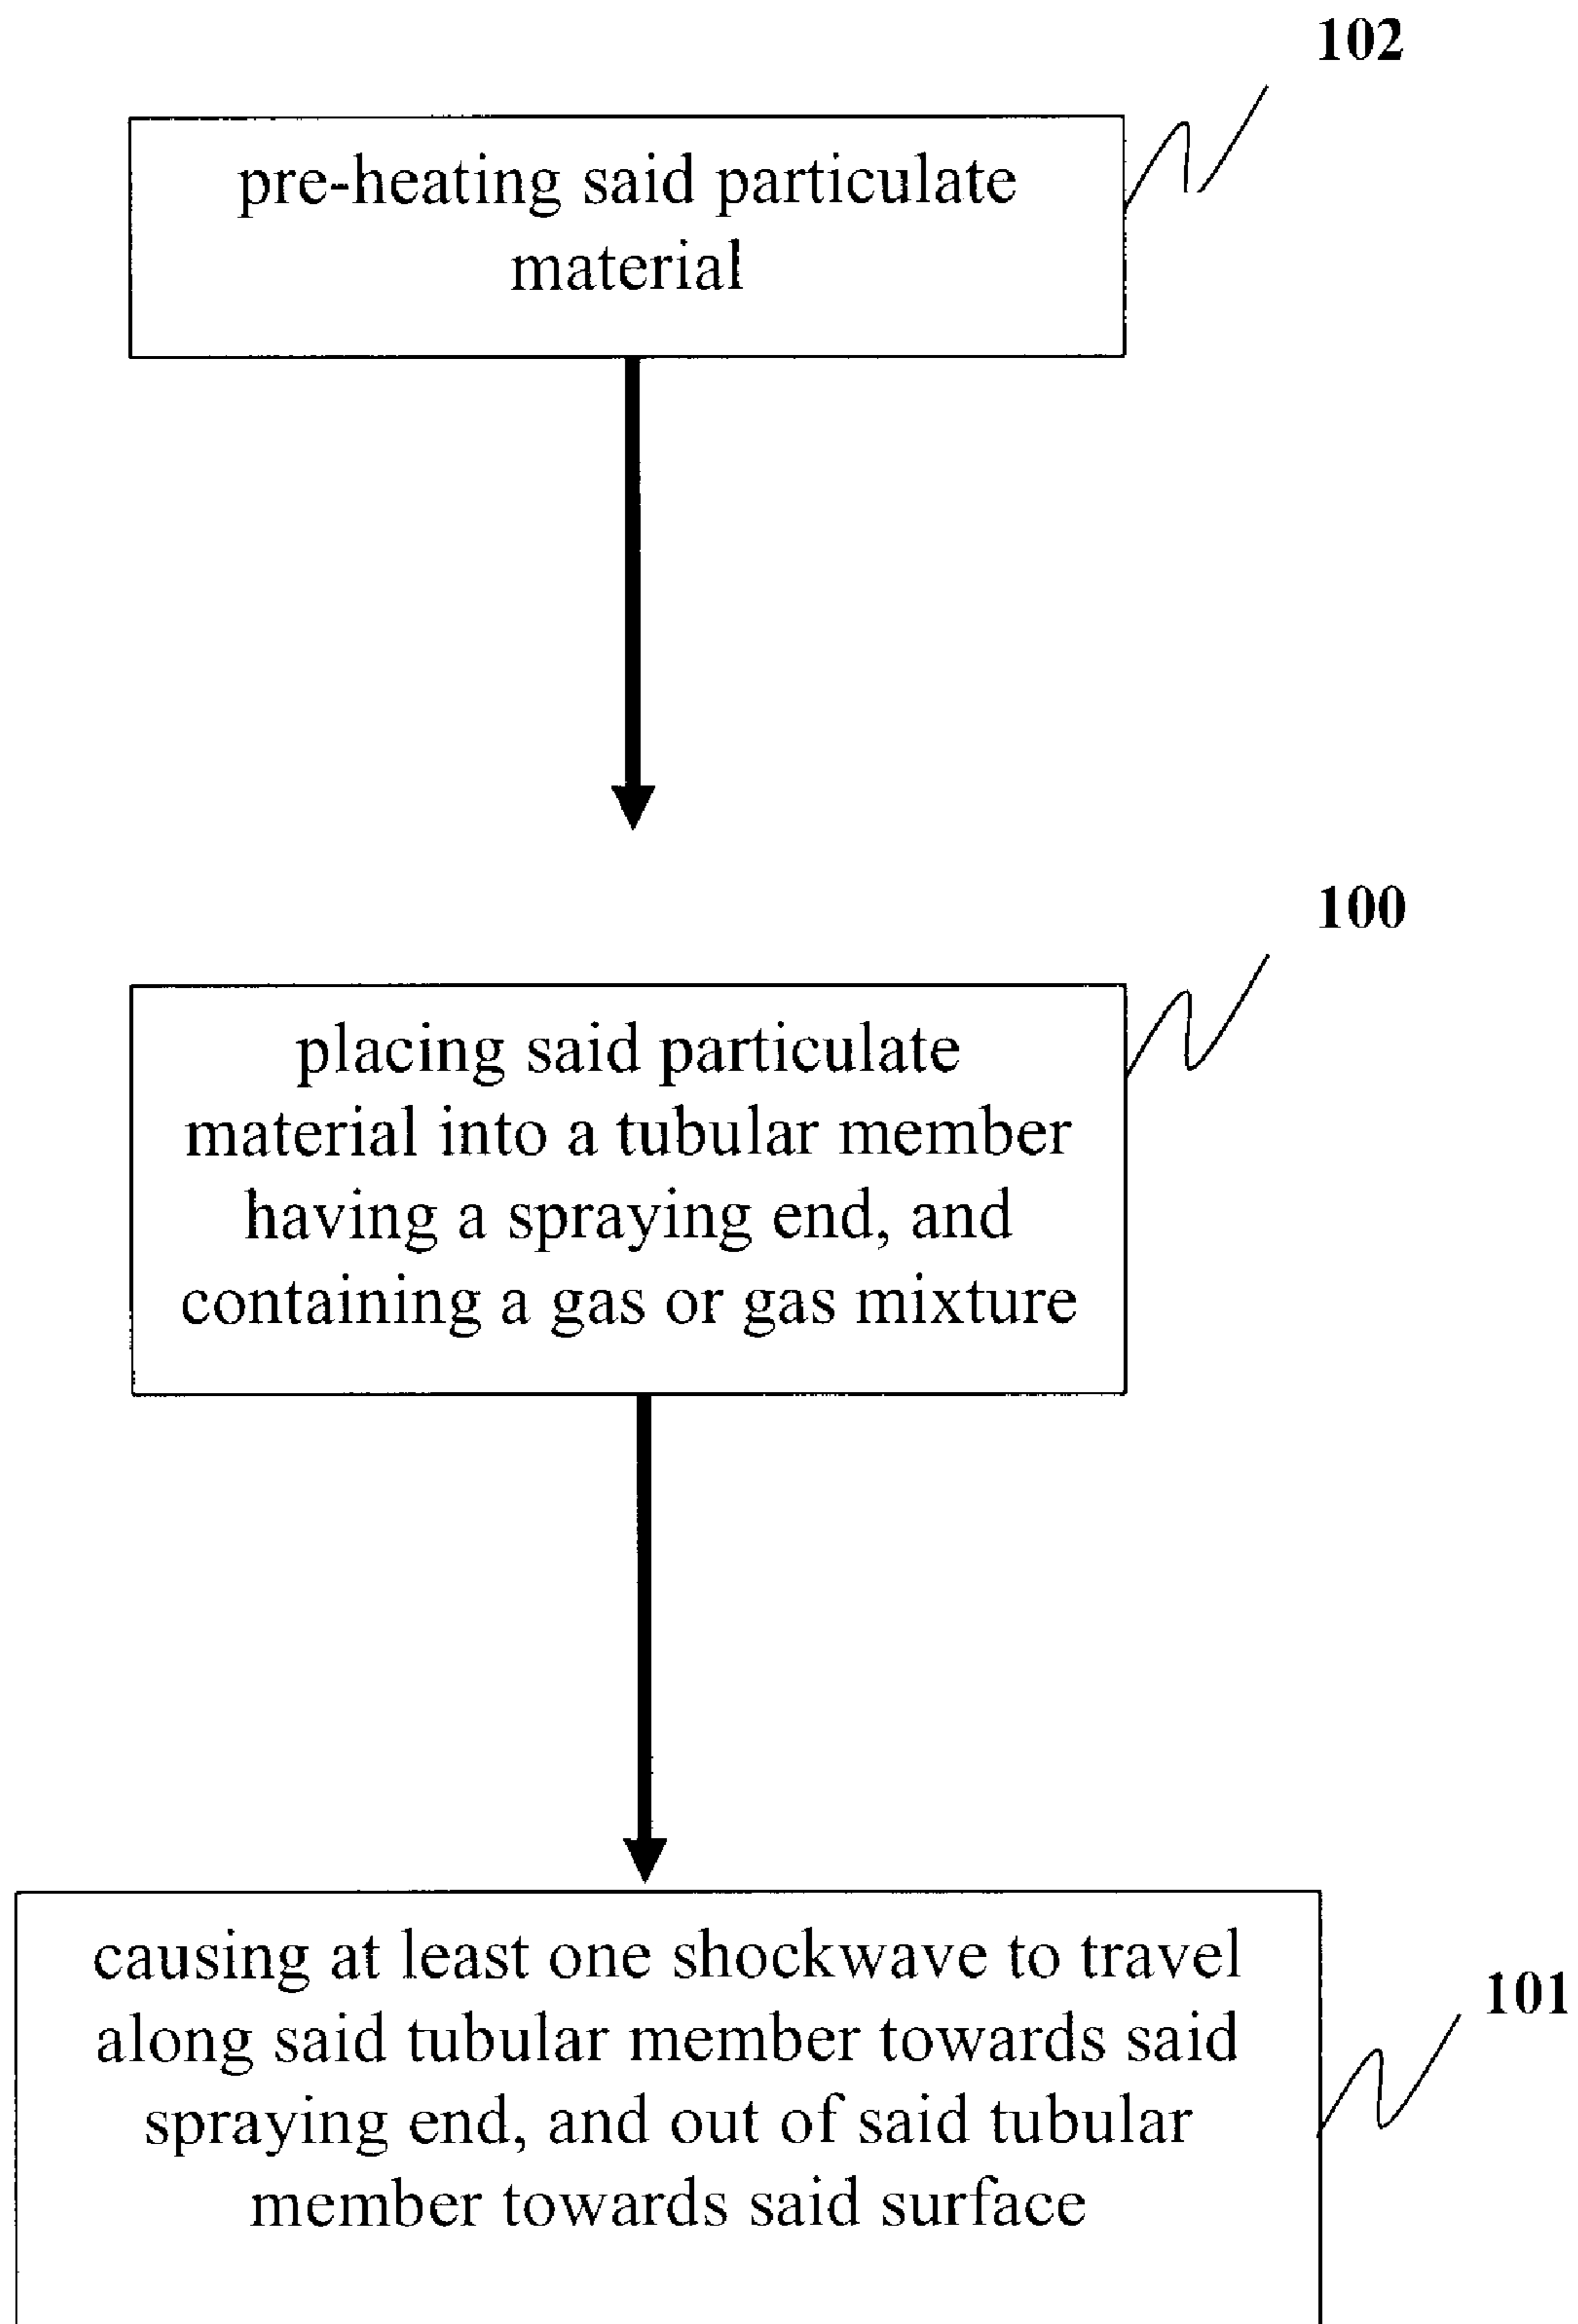 102
pre-heating said particulate
material
100
placing said particulate
material into a tubular member
having a spraying end, and
containing a gas or gas mixture
causing at least one shockwave to travel
along said tubular member towards said
spraying end, and out of said tubular
member towards said surface
101